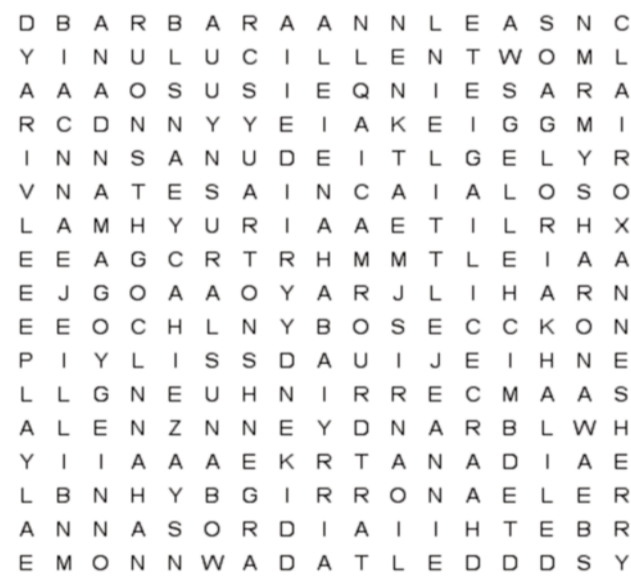 D B A R B A R A A N N L E A S N C
Y I N U L U C I L L E N T W O M L
A A A O S U S I E Q N I E S A R A
R C D N N Y Y E I A K E I G G M I
I N N S A N U D E I T L G E L Y R
V N A T E S A I N C A I A L O S O
L A M H Y U R I A A E T I L R H X
E E A G C R T R H M M T L E I A A
E J G O A A O Y A R J L I H A R N
E E O C H L N Y B O S E C C K O N
P I Y L I S S D A U I J E I H N E
L L G N E U H N I R R E C M A A S
A L E N Z N N E Y D N A R B L W H
Y I I A A A E K R T A N A D I A E
L B N H Y B G I R R O N A E L E R
A N N A S O R D I A I I H T E B R
E M O N N W A D A T L E D D D S Y